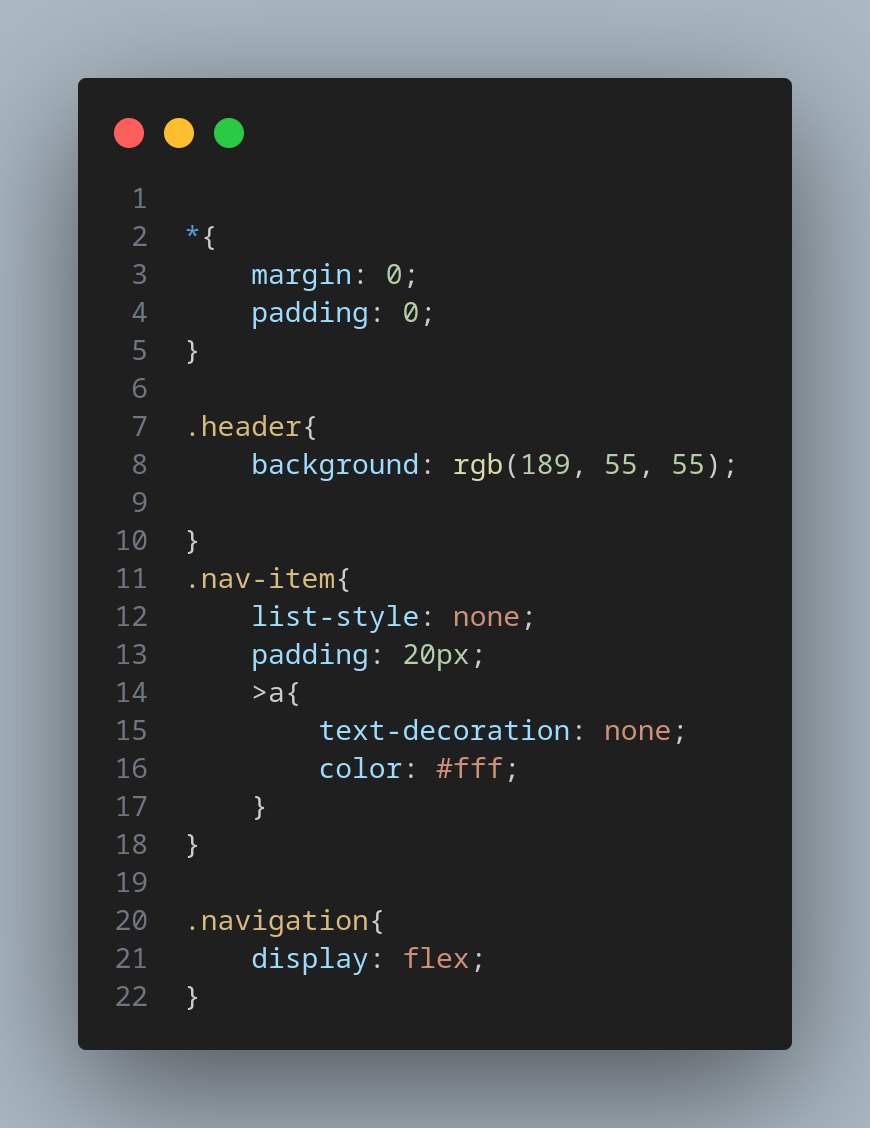 1
2 *{
3     margin: 0;
4     padding: 0;
5 }
6
7 .header{
8     background: rgb(189, 55, 55);
9
10 }
11 .nav-item{
12     list-style: none;
13     padding: 20px;
14     >a{
15         text-decoration: none;
16         color: #fff;
17     }
18 }
19
20 .navigation{
21     display: flex;
22 }